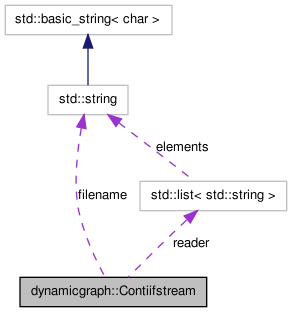 std::basic_string< char >
std::string
elements
filename
std::list< std::string >
reader
dynamicgraph::Contiifstream